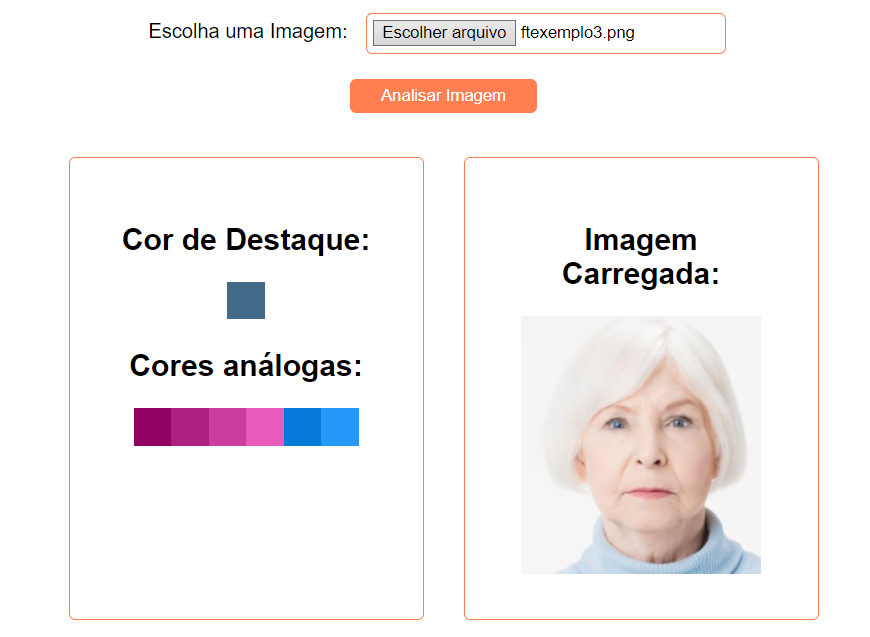 Escolha uma Imagem:
Escolher arquivo ftexemplo3.png
Analisar Imagem
Cor de Destaque:
Cores análogas:
Imagem
Carregada: